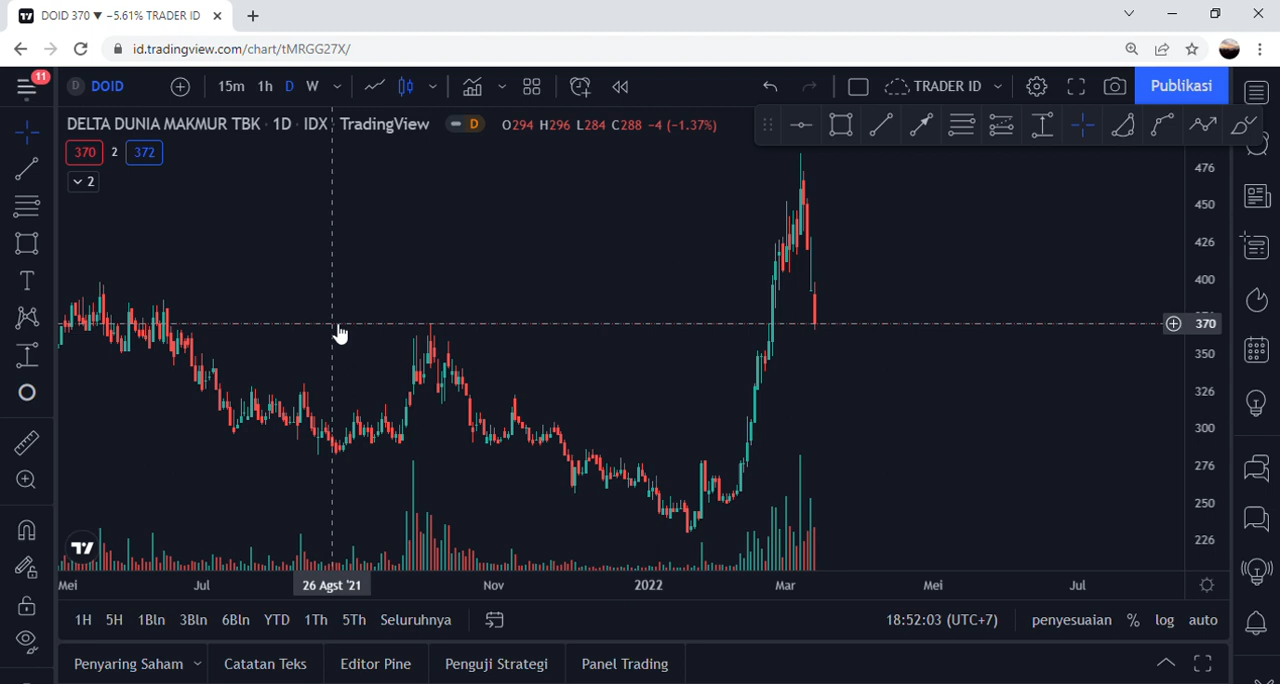 DOID 370 ▼ −5.61% TRADER ID
id.tradingview.com/chart/tMRGG27X/
11
D DOID 15m 1h D W TRADER ID Publikasi
DELTA DUNIA MAKMUR TBK · 1D · IDX · TradingView D O294 H296 L284 C288 −4 (−1.37%)
370 2 372
2
476
450
426
400
370
350
326
300
276
250
226
Mei Jul 26 Agst '21 Nov 2022 Mar Mei Jul
1H 5H 1Bln 3Bln 6Bln YTD 1Th 5Th Seluruhnya 18:52:03 (UTC+7) penyesuaian % log auto
Penyaring Saham Catatan Teks Editor Pine Penguji Strategi Panel Trading